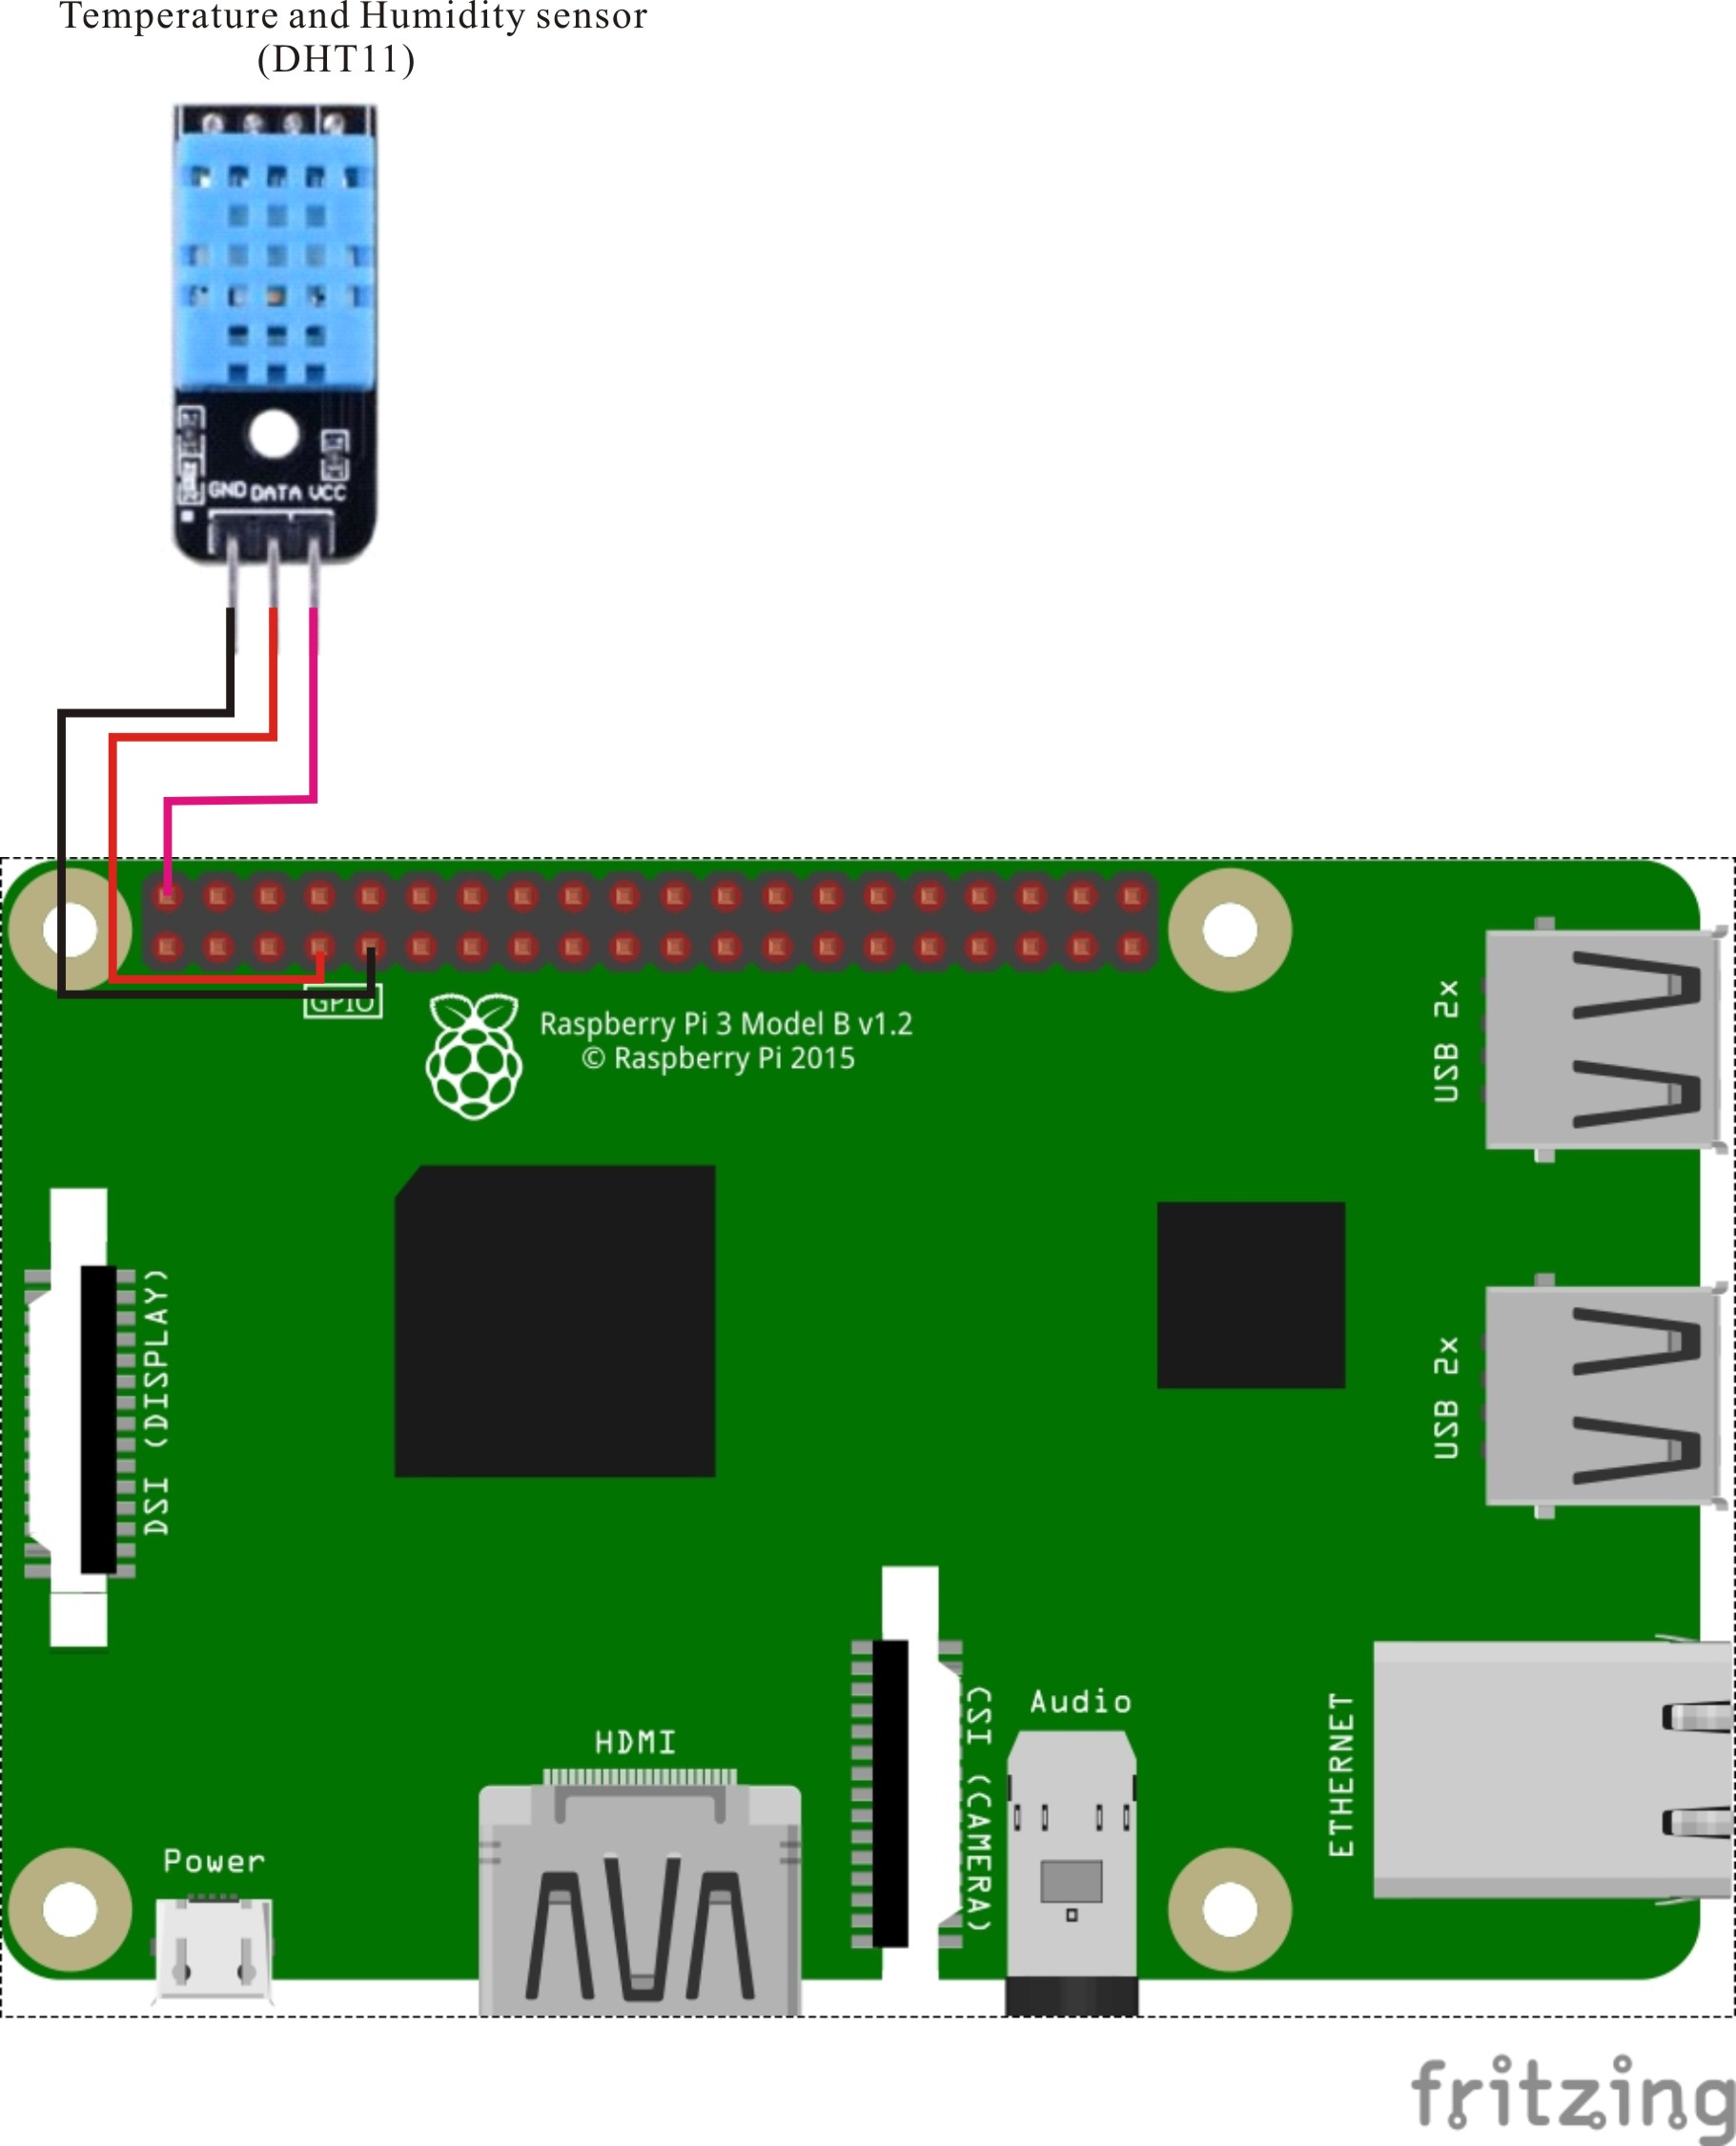 Temperature and Humidity sensor
(DHT11)
GND DATA VCC
GPIO
Raspberry Pi 3 Model B v1.2
© Raspberry Pi 2015
USB 2x
DSI (DISPLAY)
USB 2x
CSI (CAMERA)
Audio
ETHERNET
HDMI
Power
fritzing